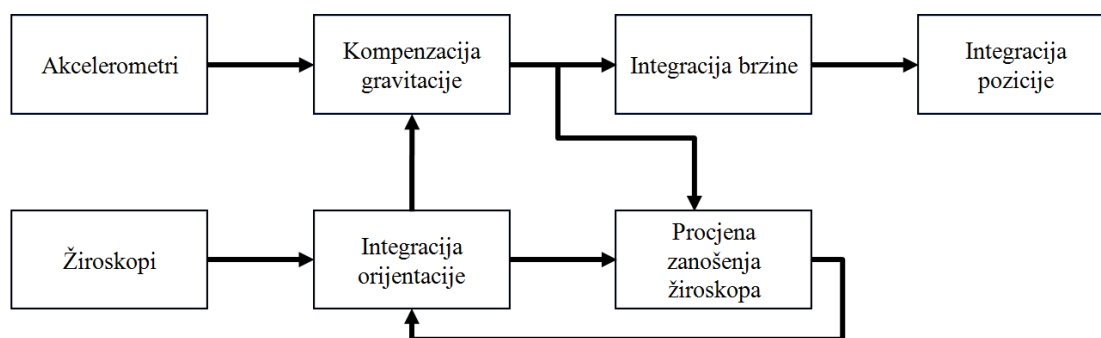 Akcelerometri
Kompenzacija
gravitacije
Integracija brzine
Integracija
pozicije
Žiroskopi
Integracija
orijentacije
Procjena
zanošenja
žiroskopa